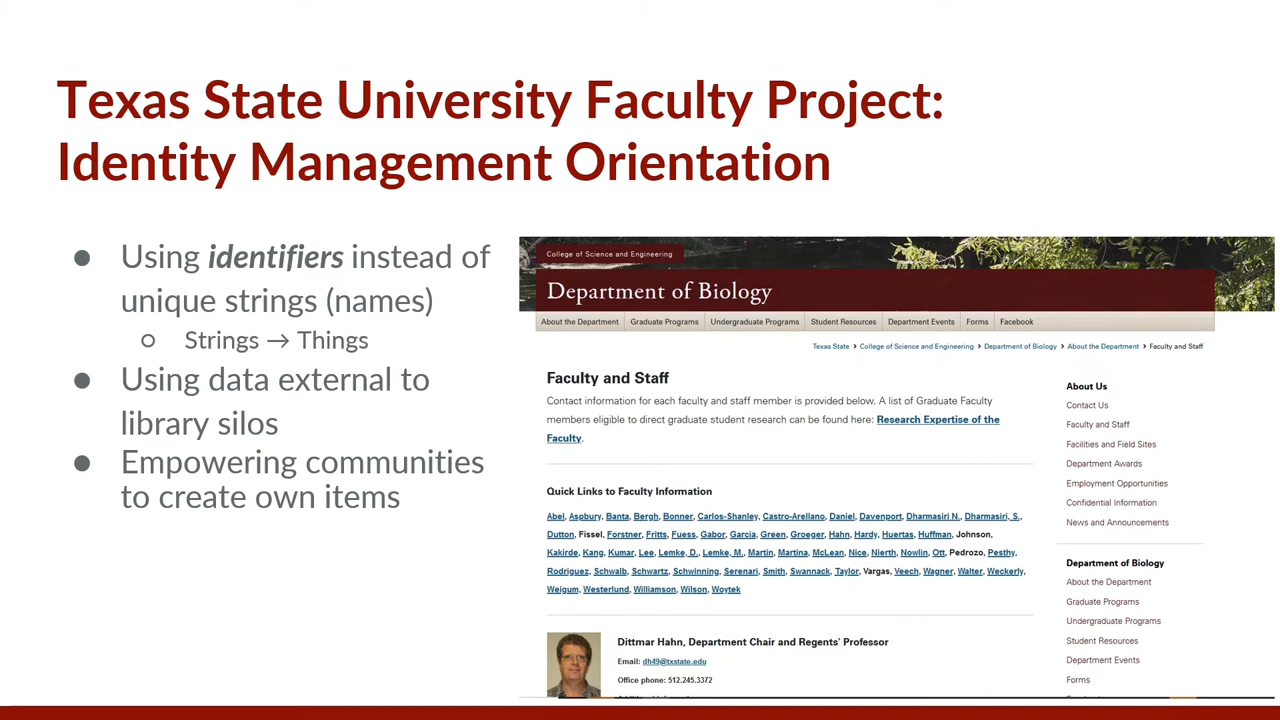 Texas State University Faculty Project:
Identity Management Orientation
● Using identifiers instead of
unique strings (names)
○ Strings → Things
● Using data external to
library silos
● Empowering communities
to create own items
College of Science and Engineering
Department of Biology
About the Department Graduate Programs Undergraduate Programs Student Resources Department Events Forms Facebook
Texas State > College of Science and Engineering > Department of Biology > About the Department > Faculty and Staff
Faculty and Staff
Contact information for each faculty and staff member is provided below. A list of Graduate Faculty
members eligible to direct graduate student research can be found here: Research Expertise of the
Faculty.
Quick Links to Faculty Information
Abel, Aspbury, Banta, Bergh, Bonner, Carlos-Shanley, Castro-Arellano, Daniel, Davenport, Dharmasiri N., Dharmasiri, S.,
Dutton, Fissel, Forstner, Fritts, Fuess, Gabor, Garcia, Green, Groeger, Hahn, Hardy, Huertas, Huffman, Johnson,
Kakirde, Kang, Kumar, Lee, Lemke, D., Lemke, M., Martin, Martina, McLean, Nice, Nierth, Nowlin, Ott, Pedrozo, Pesthy,
Rodriguez, Schwalb, Schwartz, Schwinning, Serenari, Smith, Swannack, Taylor, Vargas, Veech, Wagner, Walter, Weckerly,
Weigum, Westerlund, Williamson, Wilson, Woytek
Dittmar Hahn, Department Chair and Regents' Professor
Email: dh49@txstate.edu
Office phone: 512.245.3372
About Us
Contact Us
Faculty and Staff
Facilities and Field Sites
Department Awards
Employment Opportunities
Confidential Information
News and Announcements
Department of Biology
About the Department
Graduate Programs
Undergraduate Programs
Student Resources
Department Events
Forms